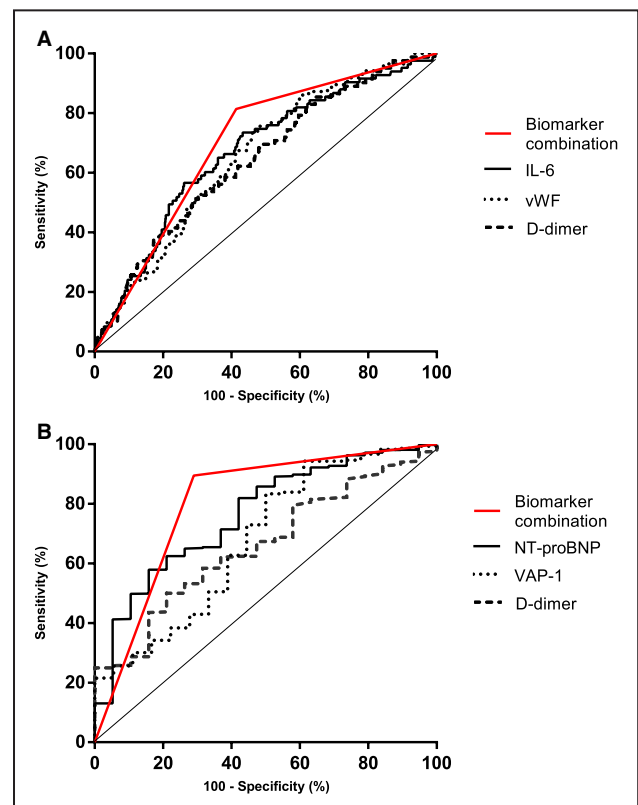 A
100
80
60
40
20
0
Sensitivity (%)
0 20 40 60 80 100
100 - Specificity (%)
Biomarker
combination
IL-6
vWF
D-dimer
B
100
80
60
40
20
0
Sensitivity (%)
0 20 40 60 80 100
100 - Specificity (%)
Biomarker
combination
NT-proBNP
VAP-1
D-dimer